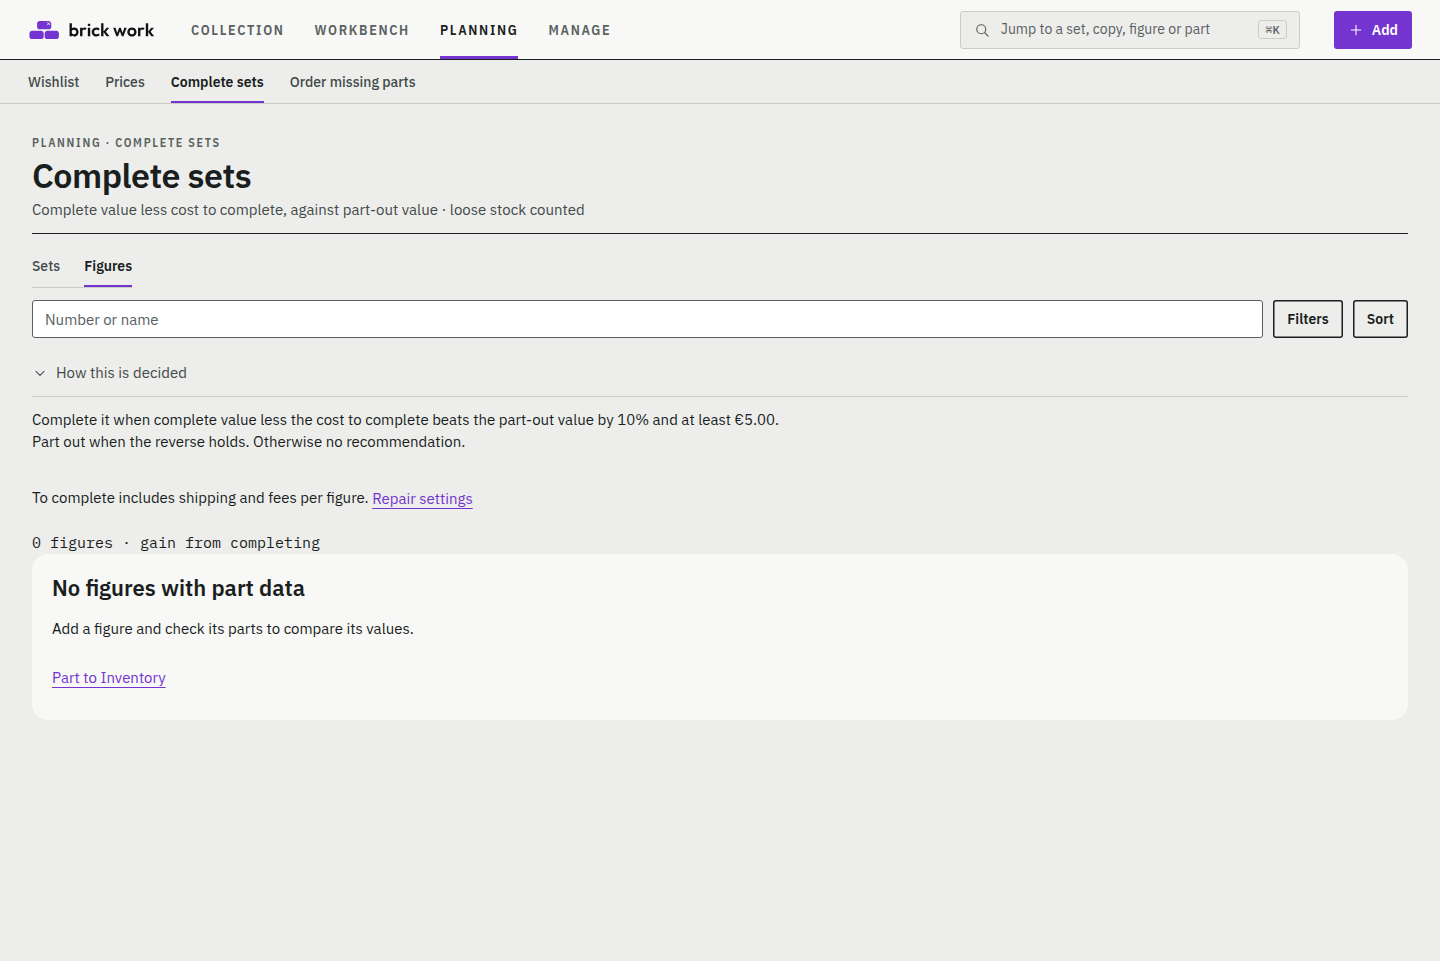 brick work
COLLECTION
WORKBENCH
PLANNING
MANAGE
Jump to a set, copy, figure or part
⌘K
+ Add
Wishlist
Prices
Complete sets
Order missing parts
PLANNING · COMPLETE SETS
Complete sets
Complete value less cost to complete, against part-out value · loose stock counted
Sets
Figures
Number or name
Filters
Sort
How this is decided
Complete it when complete value less the cost to complete beats the part-out value by 10% and at least €5.00.
Part out when the reverse holds. Otherwise no recommendation.
To complete includes shipping and fees per figure. Repair settings
0 figures · gain from completing
No figures with part data
Add a figure and check its parts to compare its values.
Part to Inventory